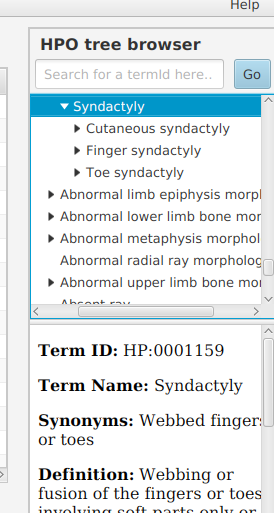 Help
HPO tree browser
Search for a termId here..
Go
Syndactyly
Cutaneous syndactyly
Finger syndactyly
Toe syndactyly
Abnormal limb epiphysis morpl
Abnormal lower limb bone mor
Abnormal metaphysis morphol
Abnormal radial ray morpholog
Abnormal upper limb bone mor
Absent ray
Term ID: HP:0001159
Term Name: Syndactyly
Synonyms: Webbed fingers
or toes
Definition: Webbing or
fusion of the fingers or toes
involving soft parts only or